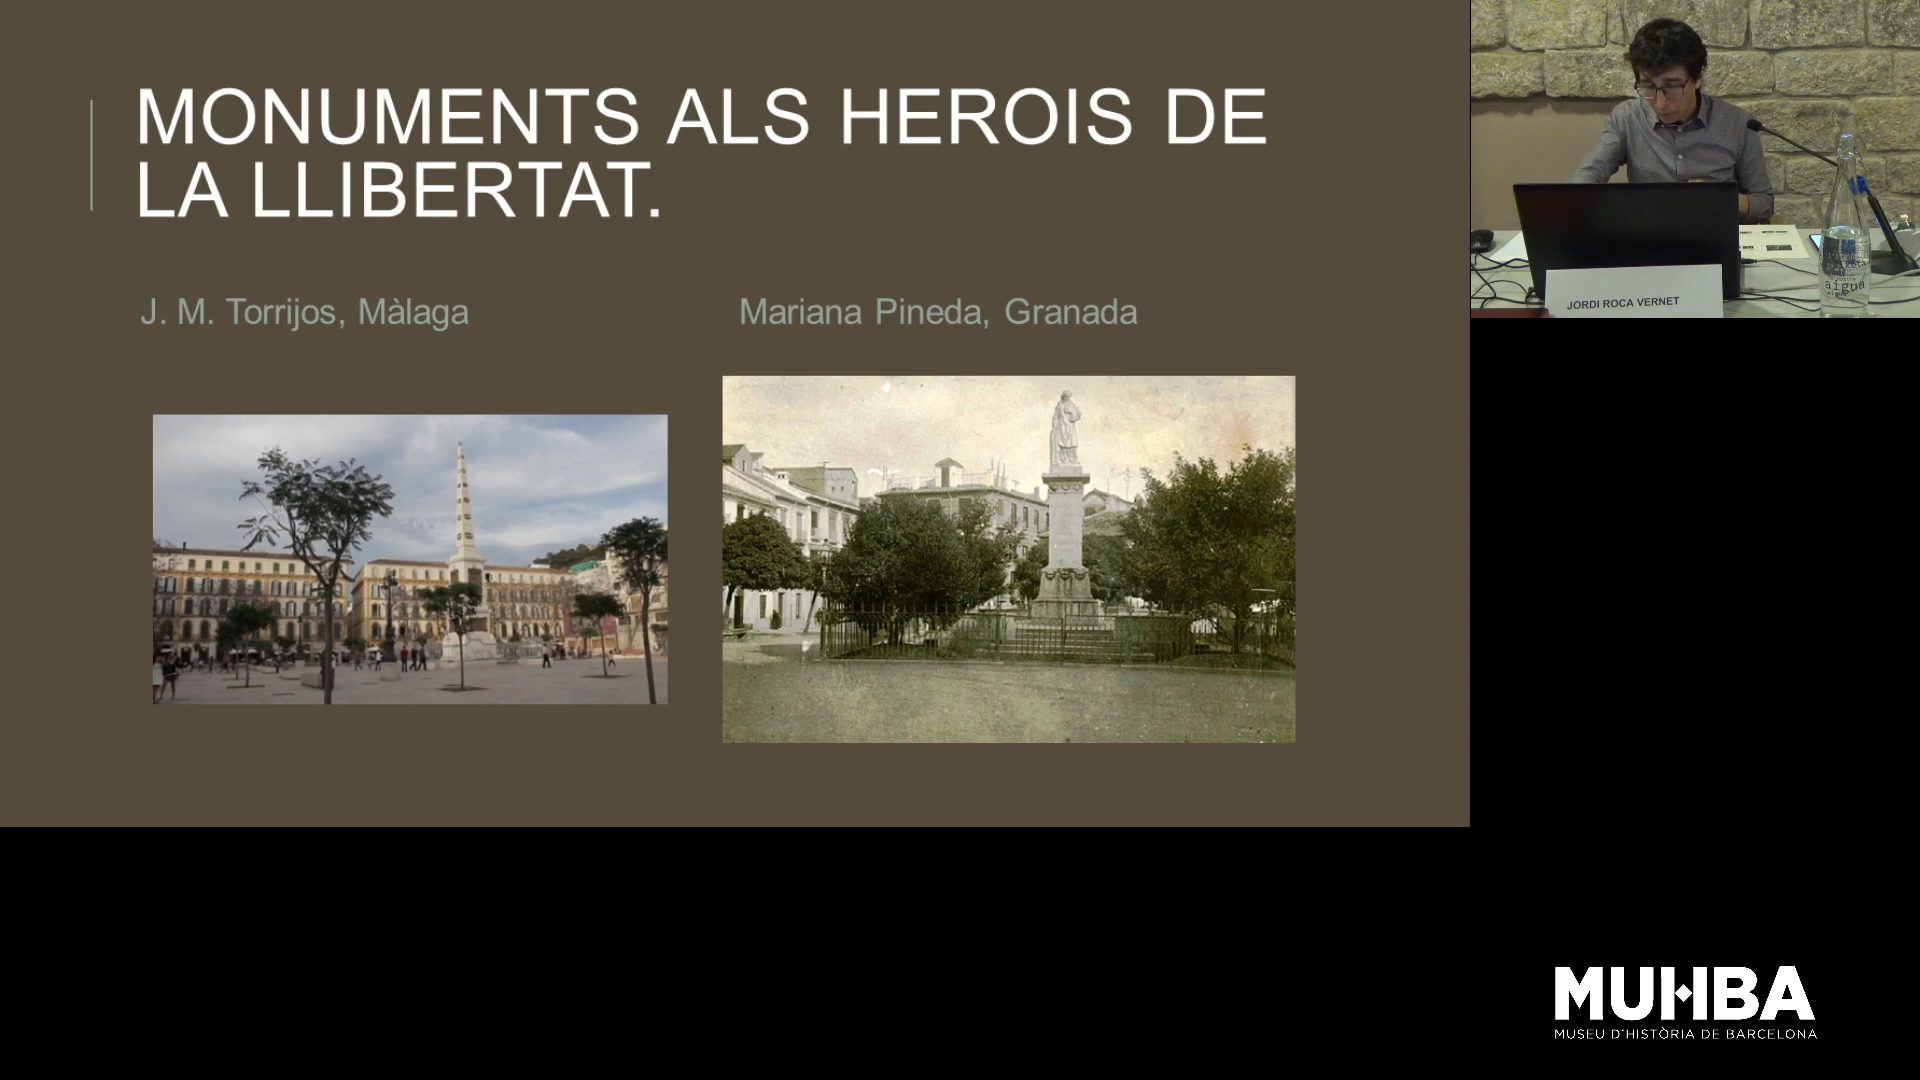 MONUMENTS ALS HEROIS DE
LA LLIBERTAT.
J. M. Torrijos, Màlaga
Mariana Pineda, Granada
JORDI ROCA VERNET
aigua
MUHBA
MUSEU D'HISTÒRIA DE BARCELONA